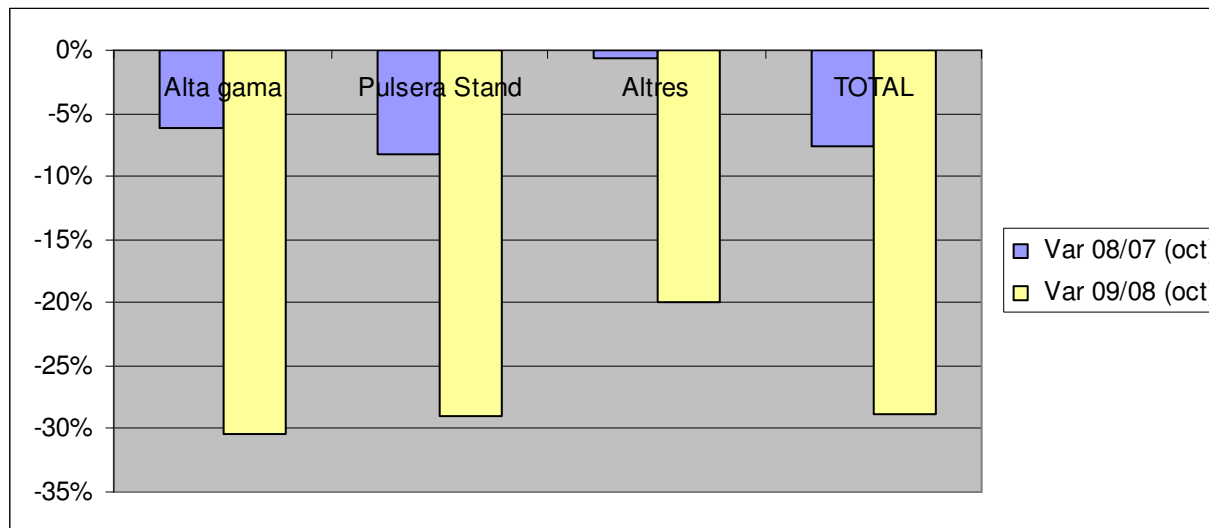 0%
-5%
-10%
-15%
-20%
-25%
-30%
-35%
Alta gama
Pulsera Stand
Altres
TOTAL
Var 08/07 (oct)
Var 09/08 (oct)